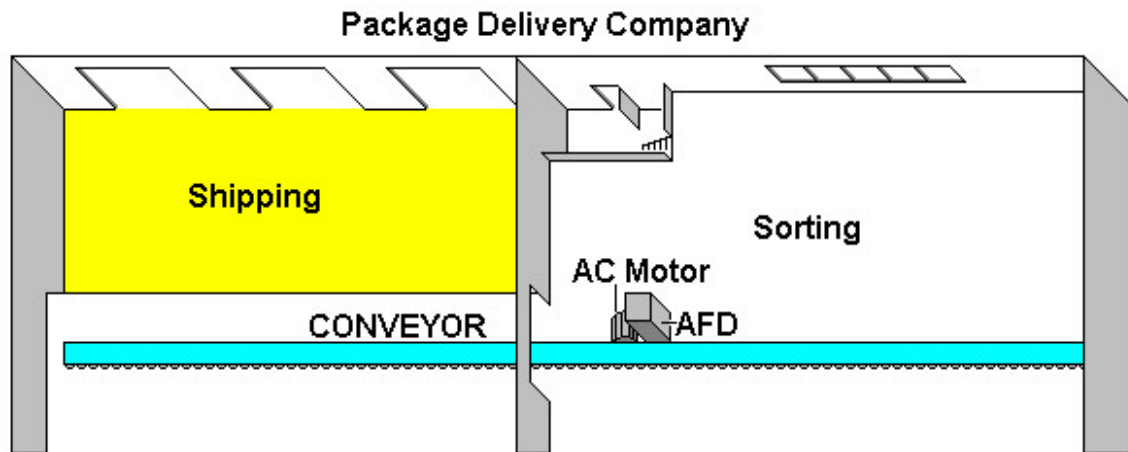 Package Delivery Company
Shipping
Sorting
AC Motor
CONVEYOR
AFD